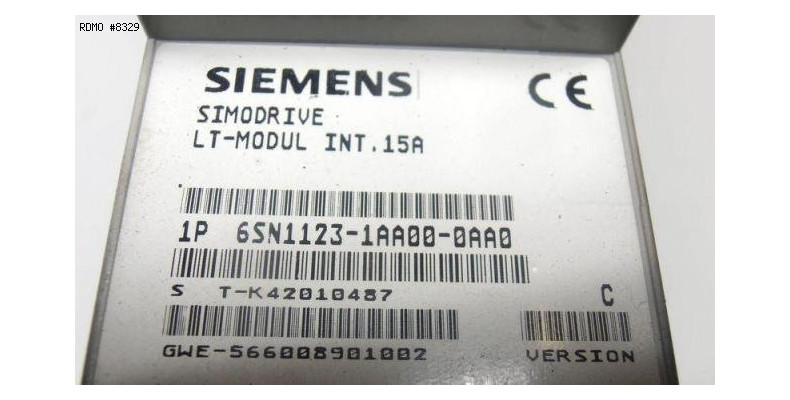 RDMO #8329
SIEMENS
CE
SIMODRIVE
LT-MODUL INT.15A
1P 6SN1123-1AA00-0AA0
S T-K42010487
C
GWE-566008901002
VERSION